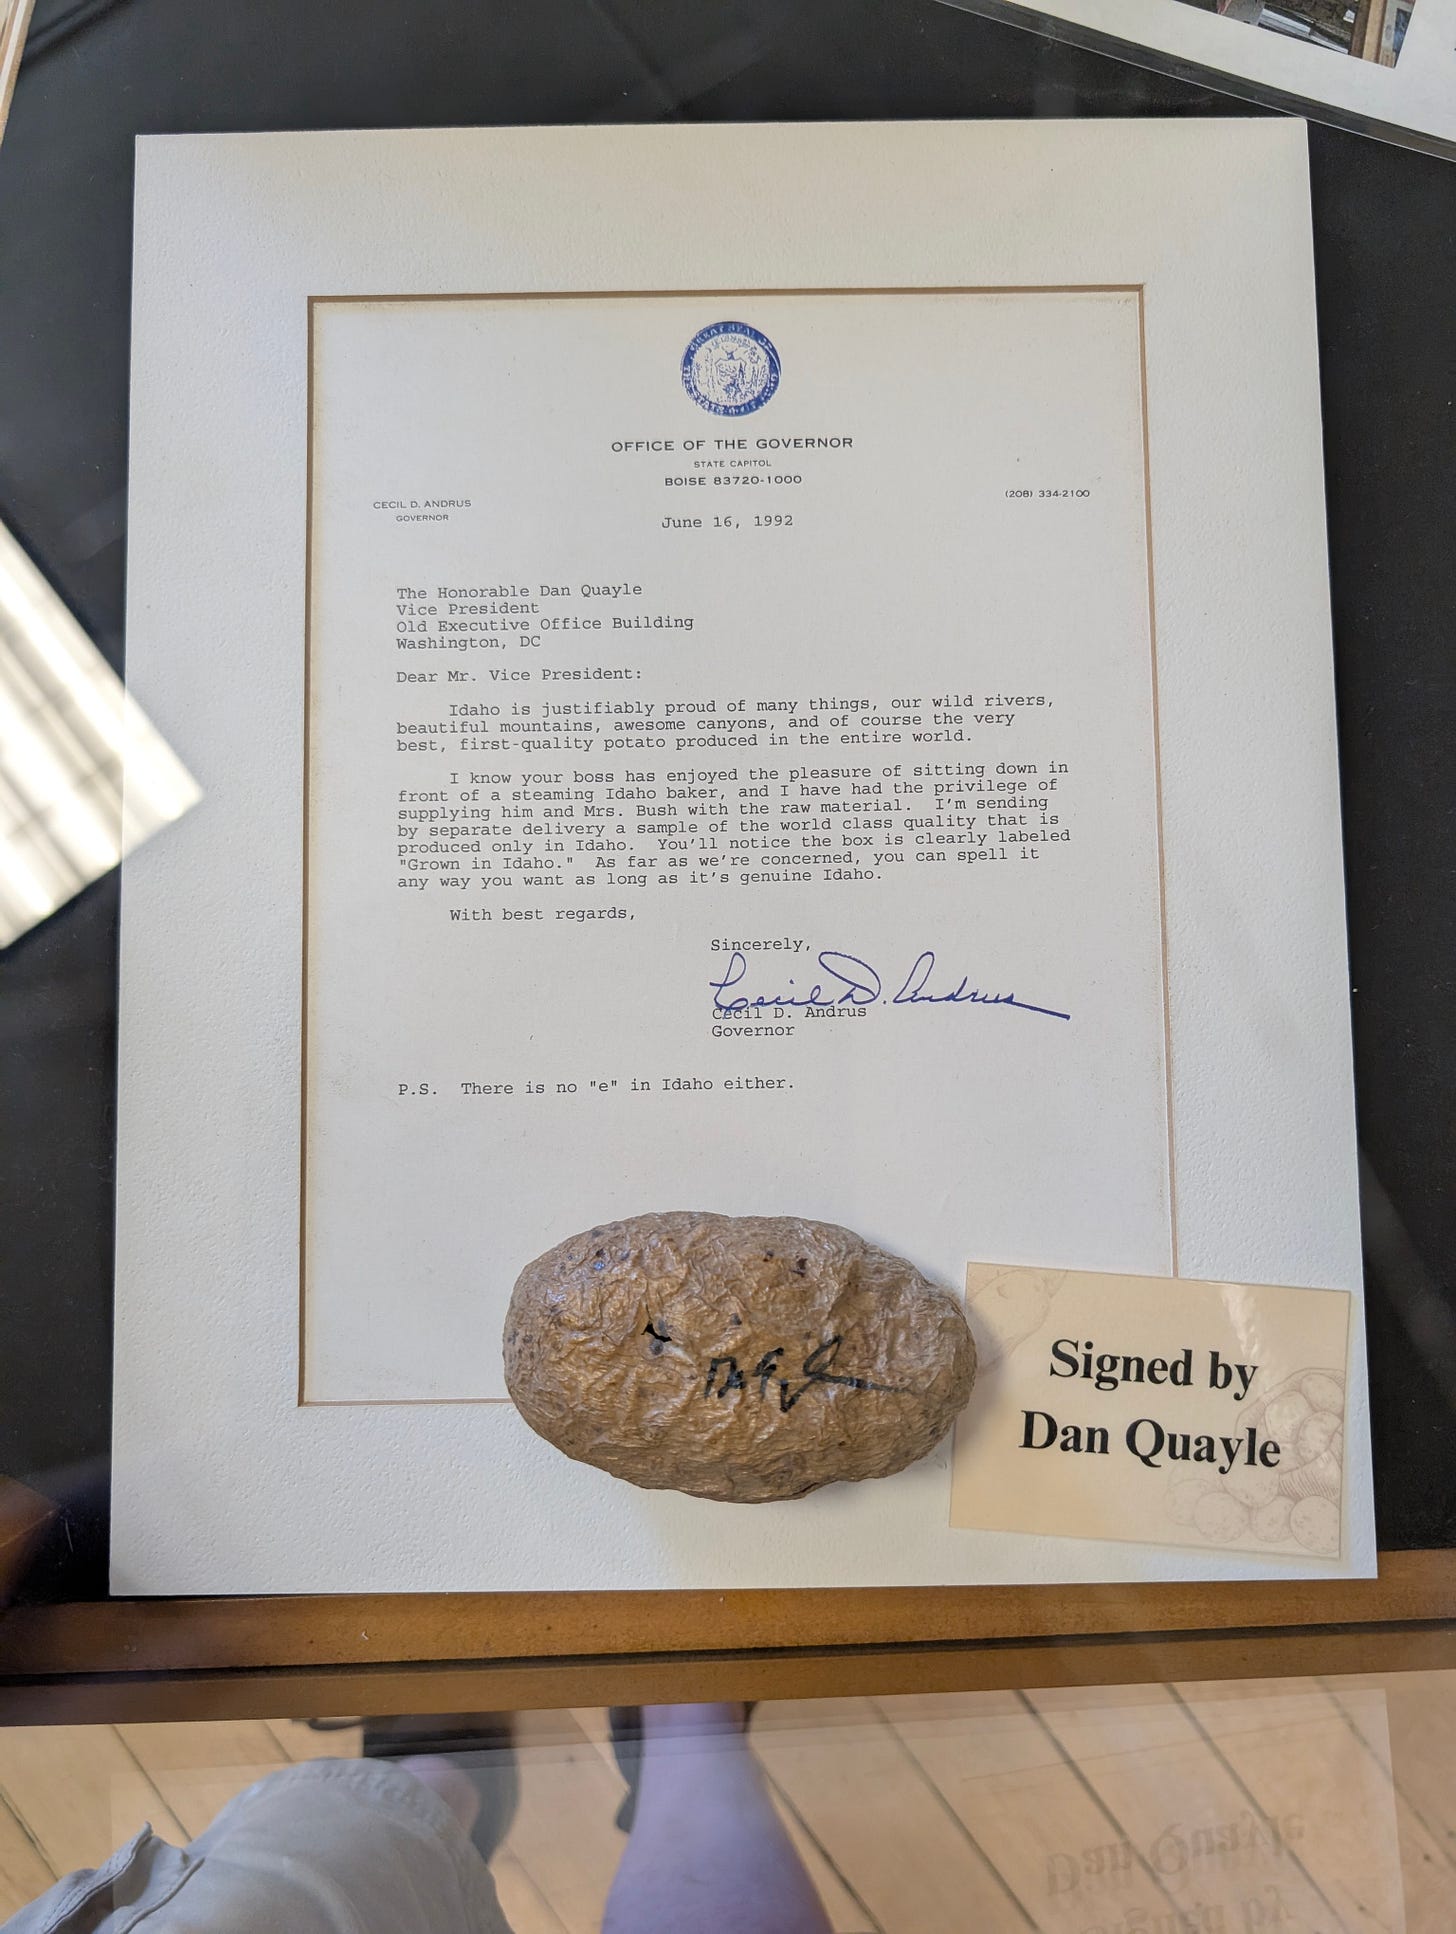 GREAT SEAL OF
THE STATE OF IDAHO
OFFICE OF THE GOVERNOR
STATE CAPITOL
BOISE 83720-1000
CECIL D. ANDRUS
GOVERNOR
(208) 334-2100
June 16, 1992
The Honorable Dan Quayle
Vice President
Old Executive Office Building
Washington, DC
Dear Mr. Vice President:
Idaho is justifiably proud of many things, our wild rivers,
beautiful mountains, awesome canyons, and of course the very
best, first-quality potato produced in the entire world.
I know your boss has enjoyed the pleasure of sitting down in
front of a steaming Idaho baker, and I have had the privilege of
supplying him and Mrs. Bush with the raw material. I'm sending
by separate delivery a sample of the world class quality that is
produced only in Idaho. You'll notice the box is clearly labeled
"Grown in Idaho." As far as we're concerned, you can spell it
any way you want as long as it's genuine Idaho.
With best regards,
Sincerely,
Cecil D. Andrus
Cecil D. Andrus
Governor
P.S. There is no "e" in Idaho either.
Signed by
Dan Quayle